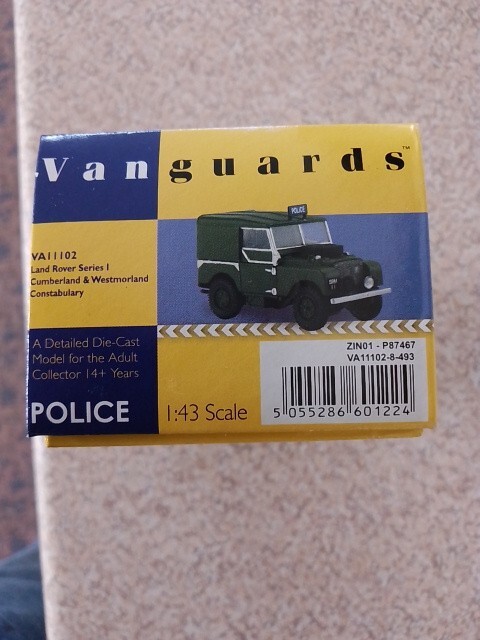 Vanguards™
POLICE
VA11102
Land Rover Series I
Cumberland & Westmorland
Constabulary
A Detailed Die-Cast
Model for the Adult
Collector 14+ Years
POLICE
1:43 Scale
ZIN01 - P87467
VA11102-8-493
5 055286 601224